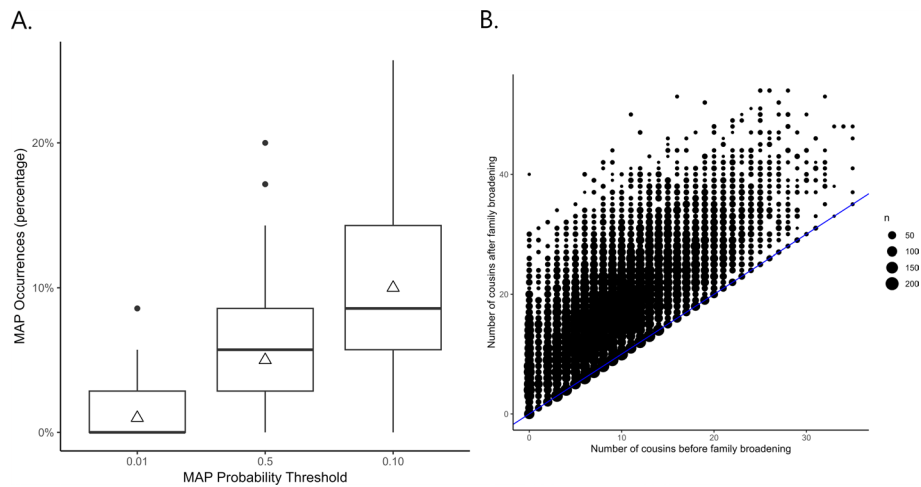 A.
MAP Occurrences (percentage)
20%
10%
0%
0.01
0.5
0.10
MAP Probability Threshold
B.
Number of cousins after family broadening
40
20
0
0
10
20
30
Number of cousins before family broadening
n
50
100
150
200